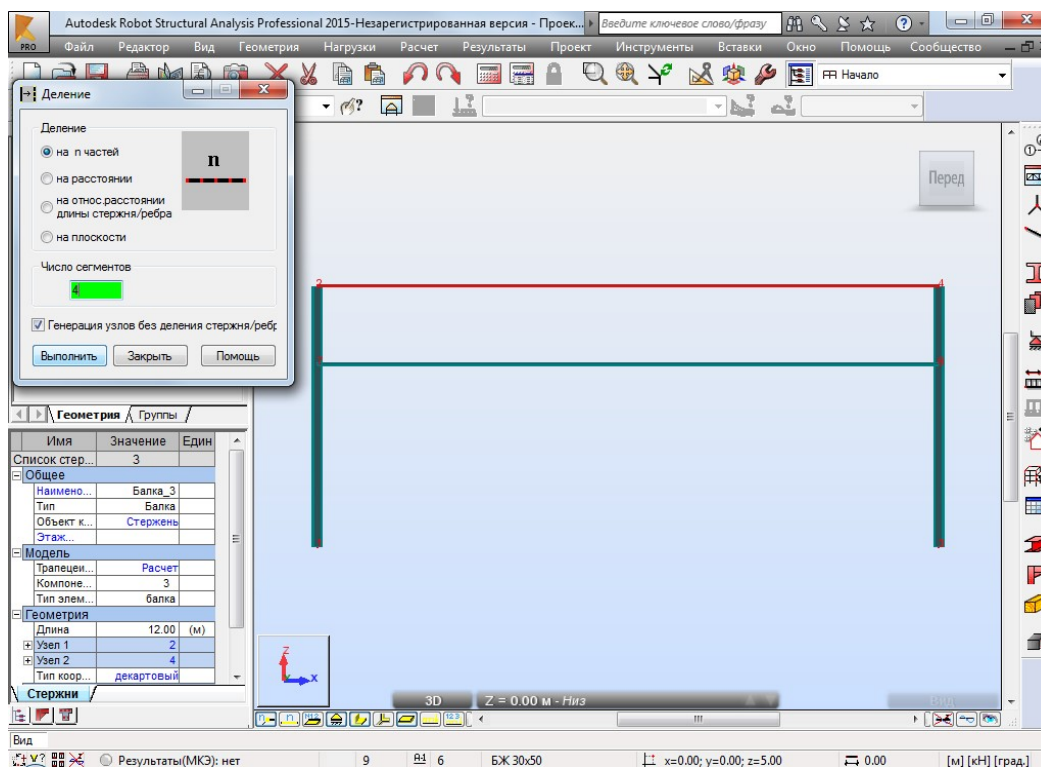 Autodesk Robot Structural Analysis Professional 2015-Незарегистрированная версия - Проек...
Введите ключевое слово/фразу
PRO
Файл Редактор Вид Геометрия Нагрузки Расчет Результаты Проект Инструменты Вставки Окно Помощь Сообщество
Начало
Деление
Деление
на n частей
n
на расстоянии
на относ.расстоянии
длины стержня/ребра
на плоскости
Число сегментов
4
Генерация узлов без деления стержня/ребр
Выполнить Закрыть Помощь
Перед
4
Геометрия Группы
Имя Значение Един
Список стер... 3
Общее
Наимено... Балка_3
Тип Балка
Объект к... Стержень
Этаж...
Модель
Трапеци... Расчет
Компоне... 3
Тип элем... балка
Геометрия
Длина 12.00 (м)
Узел 1 2
Узел 2 4
Тип коор... декартовый
Стержни
z
x
3D Z = 0.00 м - Низ
Вид
Вид
Результаты(МКЭ): нет 9 6 БЖ 30x50 x=0.00; y=0.00; z=5.00 0.00 [м] [кН] [град.]